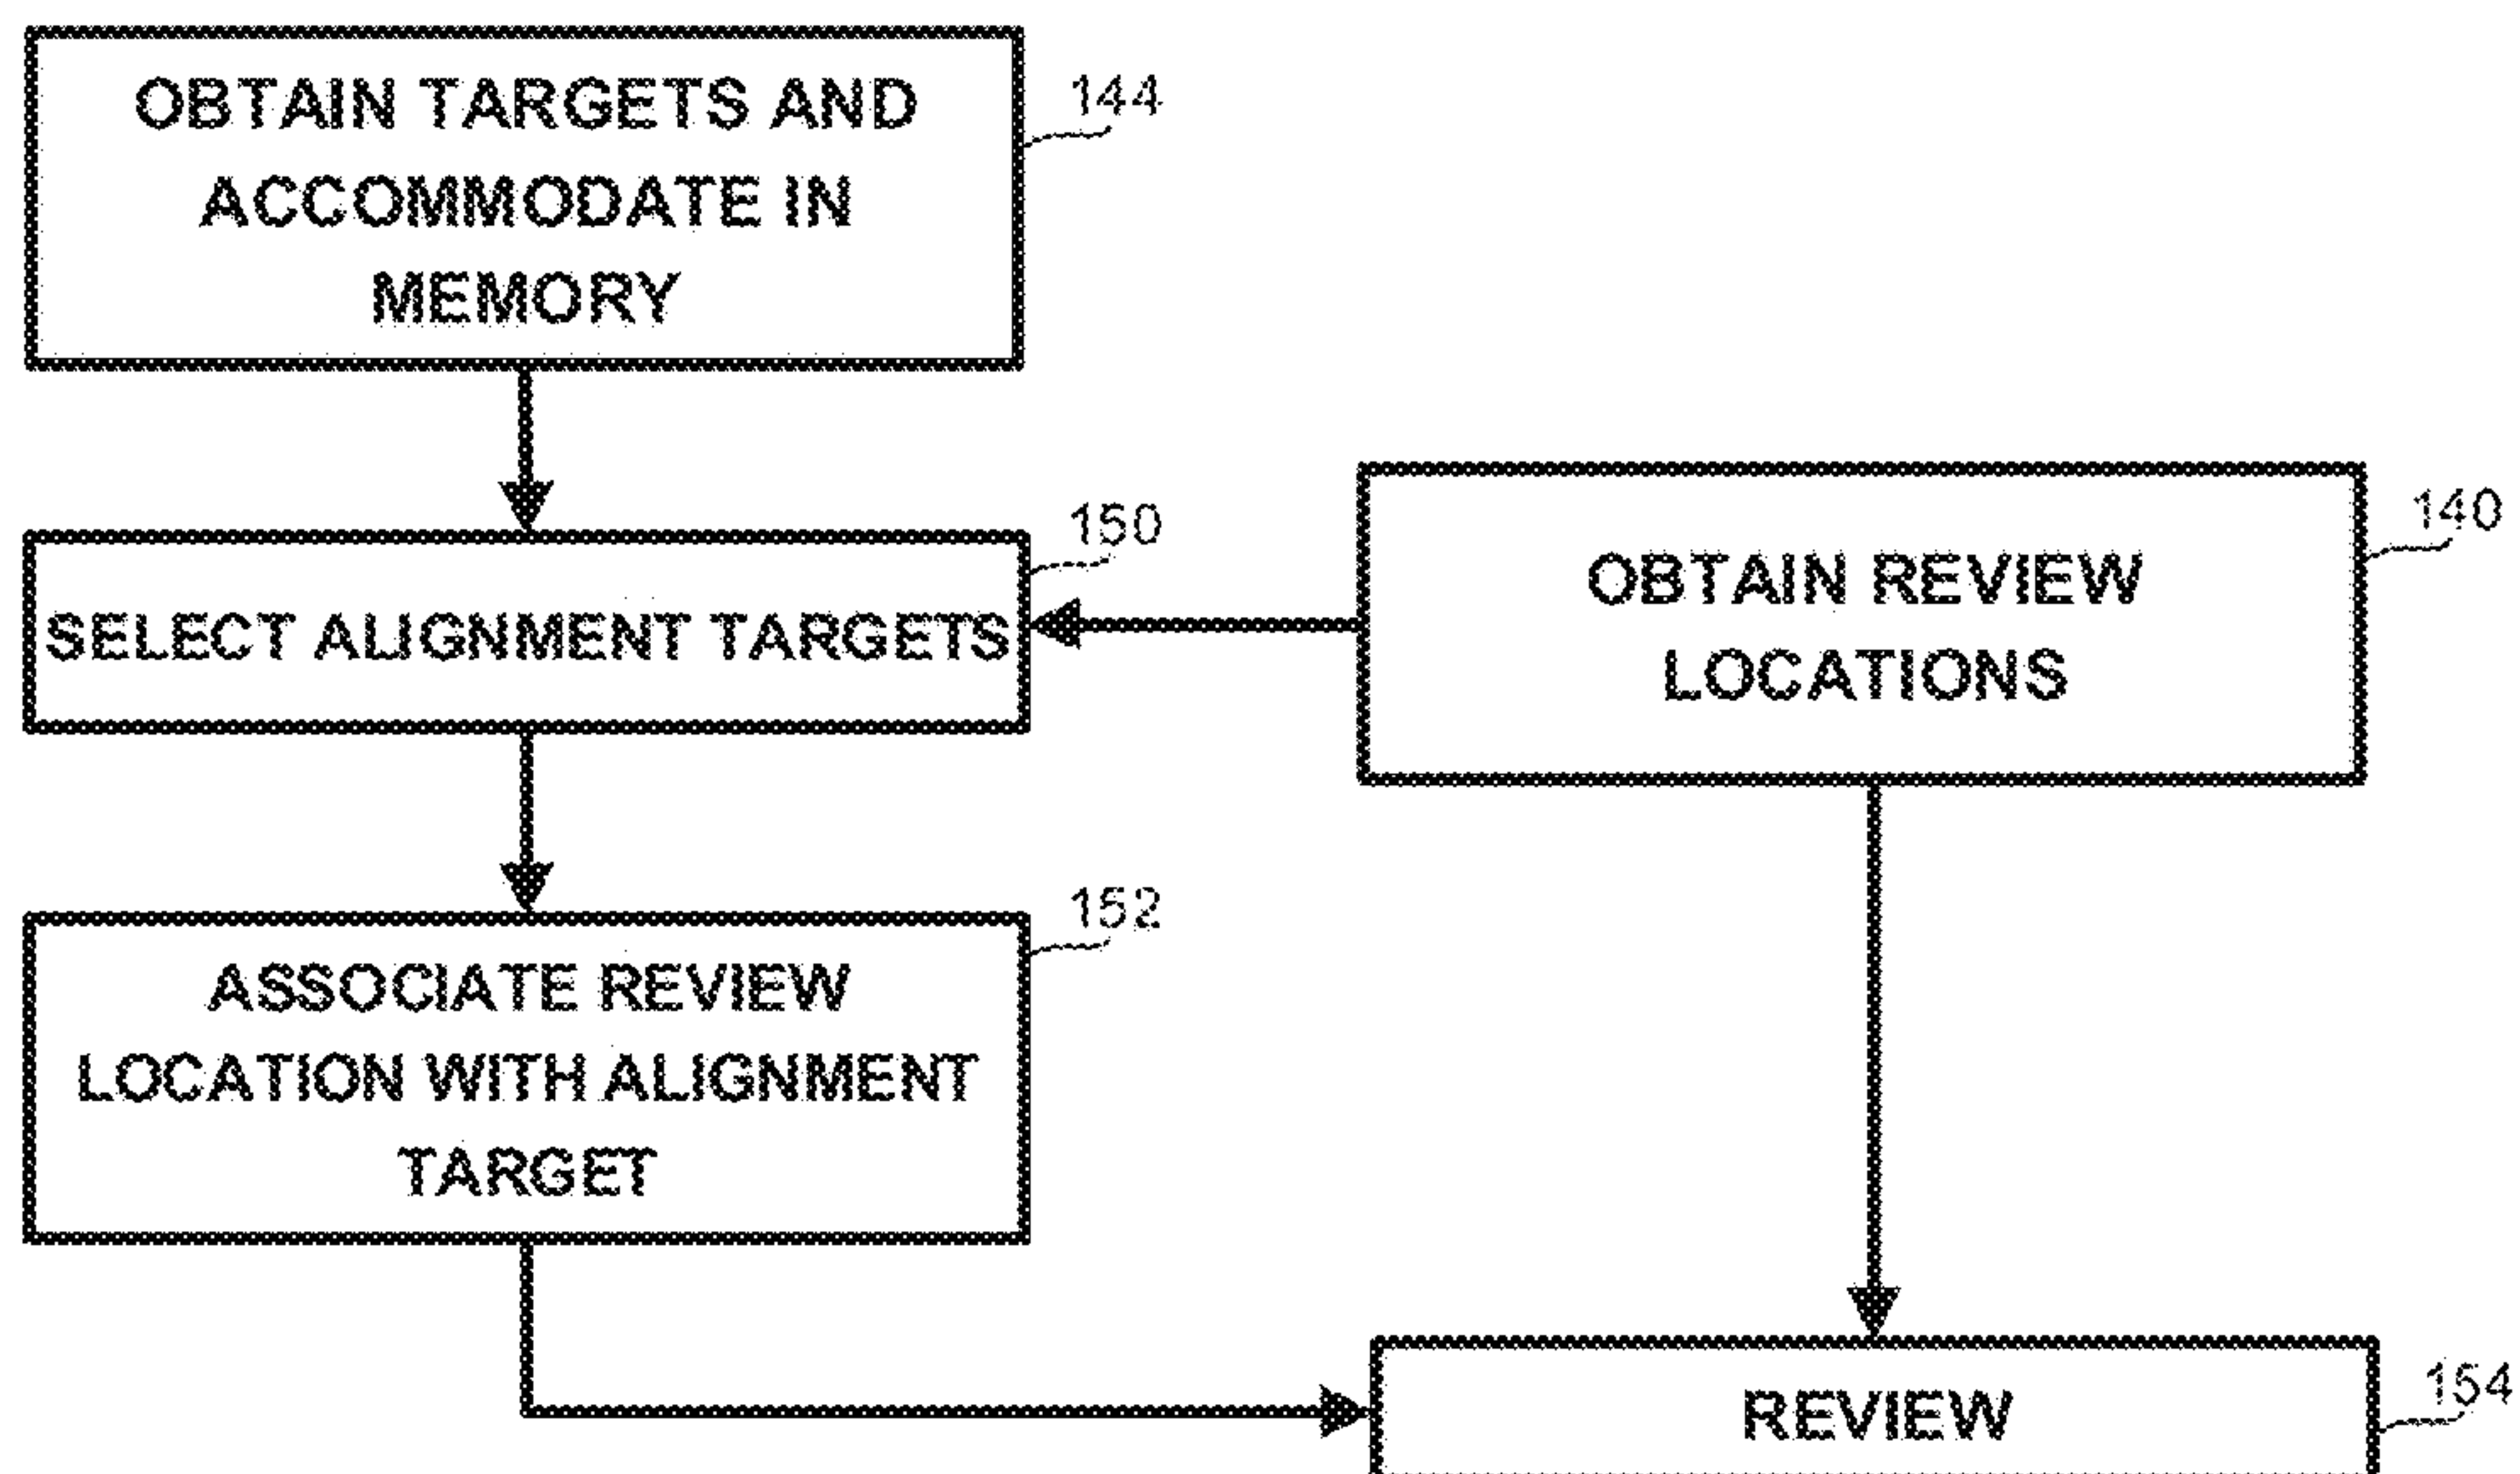 OBTAIN TARGETS AND
ACCOMMODATE IN
MEMORY
144
SELECT ALIGNMENT TARGETS
150
OBTAIN REVIEW
LOCATIONS
140
ASSOCIATE REVIEW
LOCATION WITH ALIGNMENT
TARGET
152
REVIEW
154